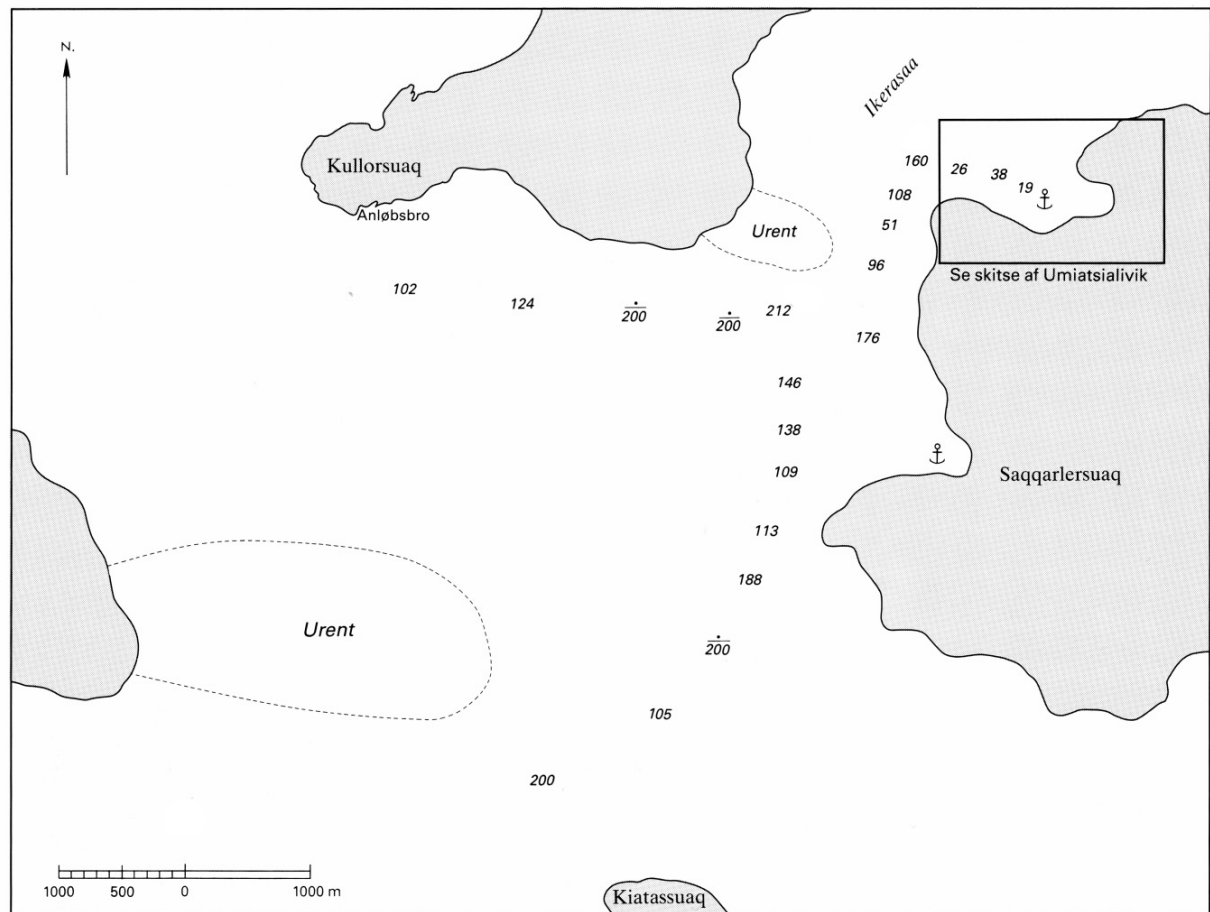 N.
Ikerasaa
Kullorsuaq
Anløbsbro
160
26
38
19
108
51
Urent
96
Se skitse af Umiatsialivik
102
124
200
200
212
176
146
138
109
Saqqarlersuaq
113
188
Urent
200
105
200
1000 500 0 1000 m
Kiatassuaq